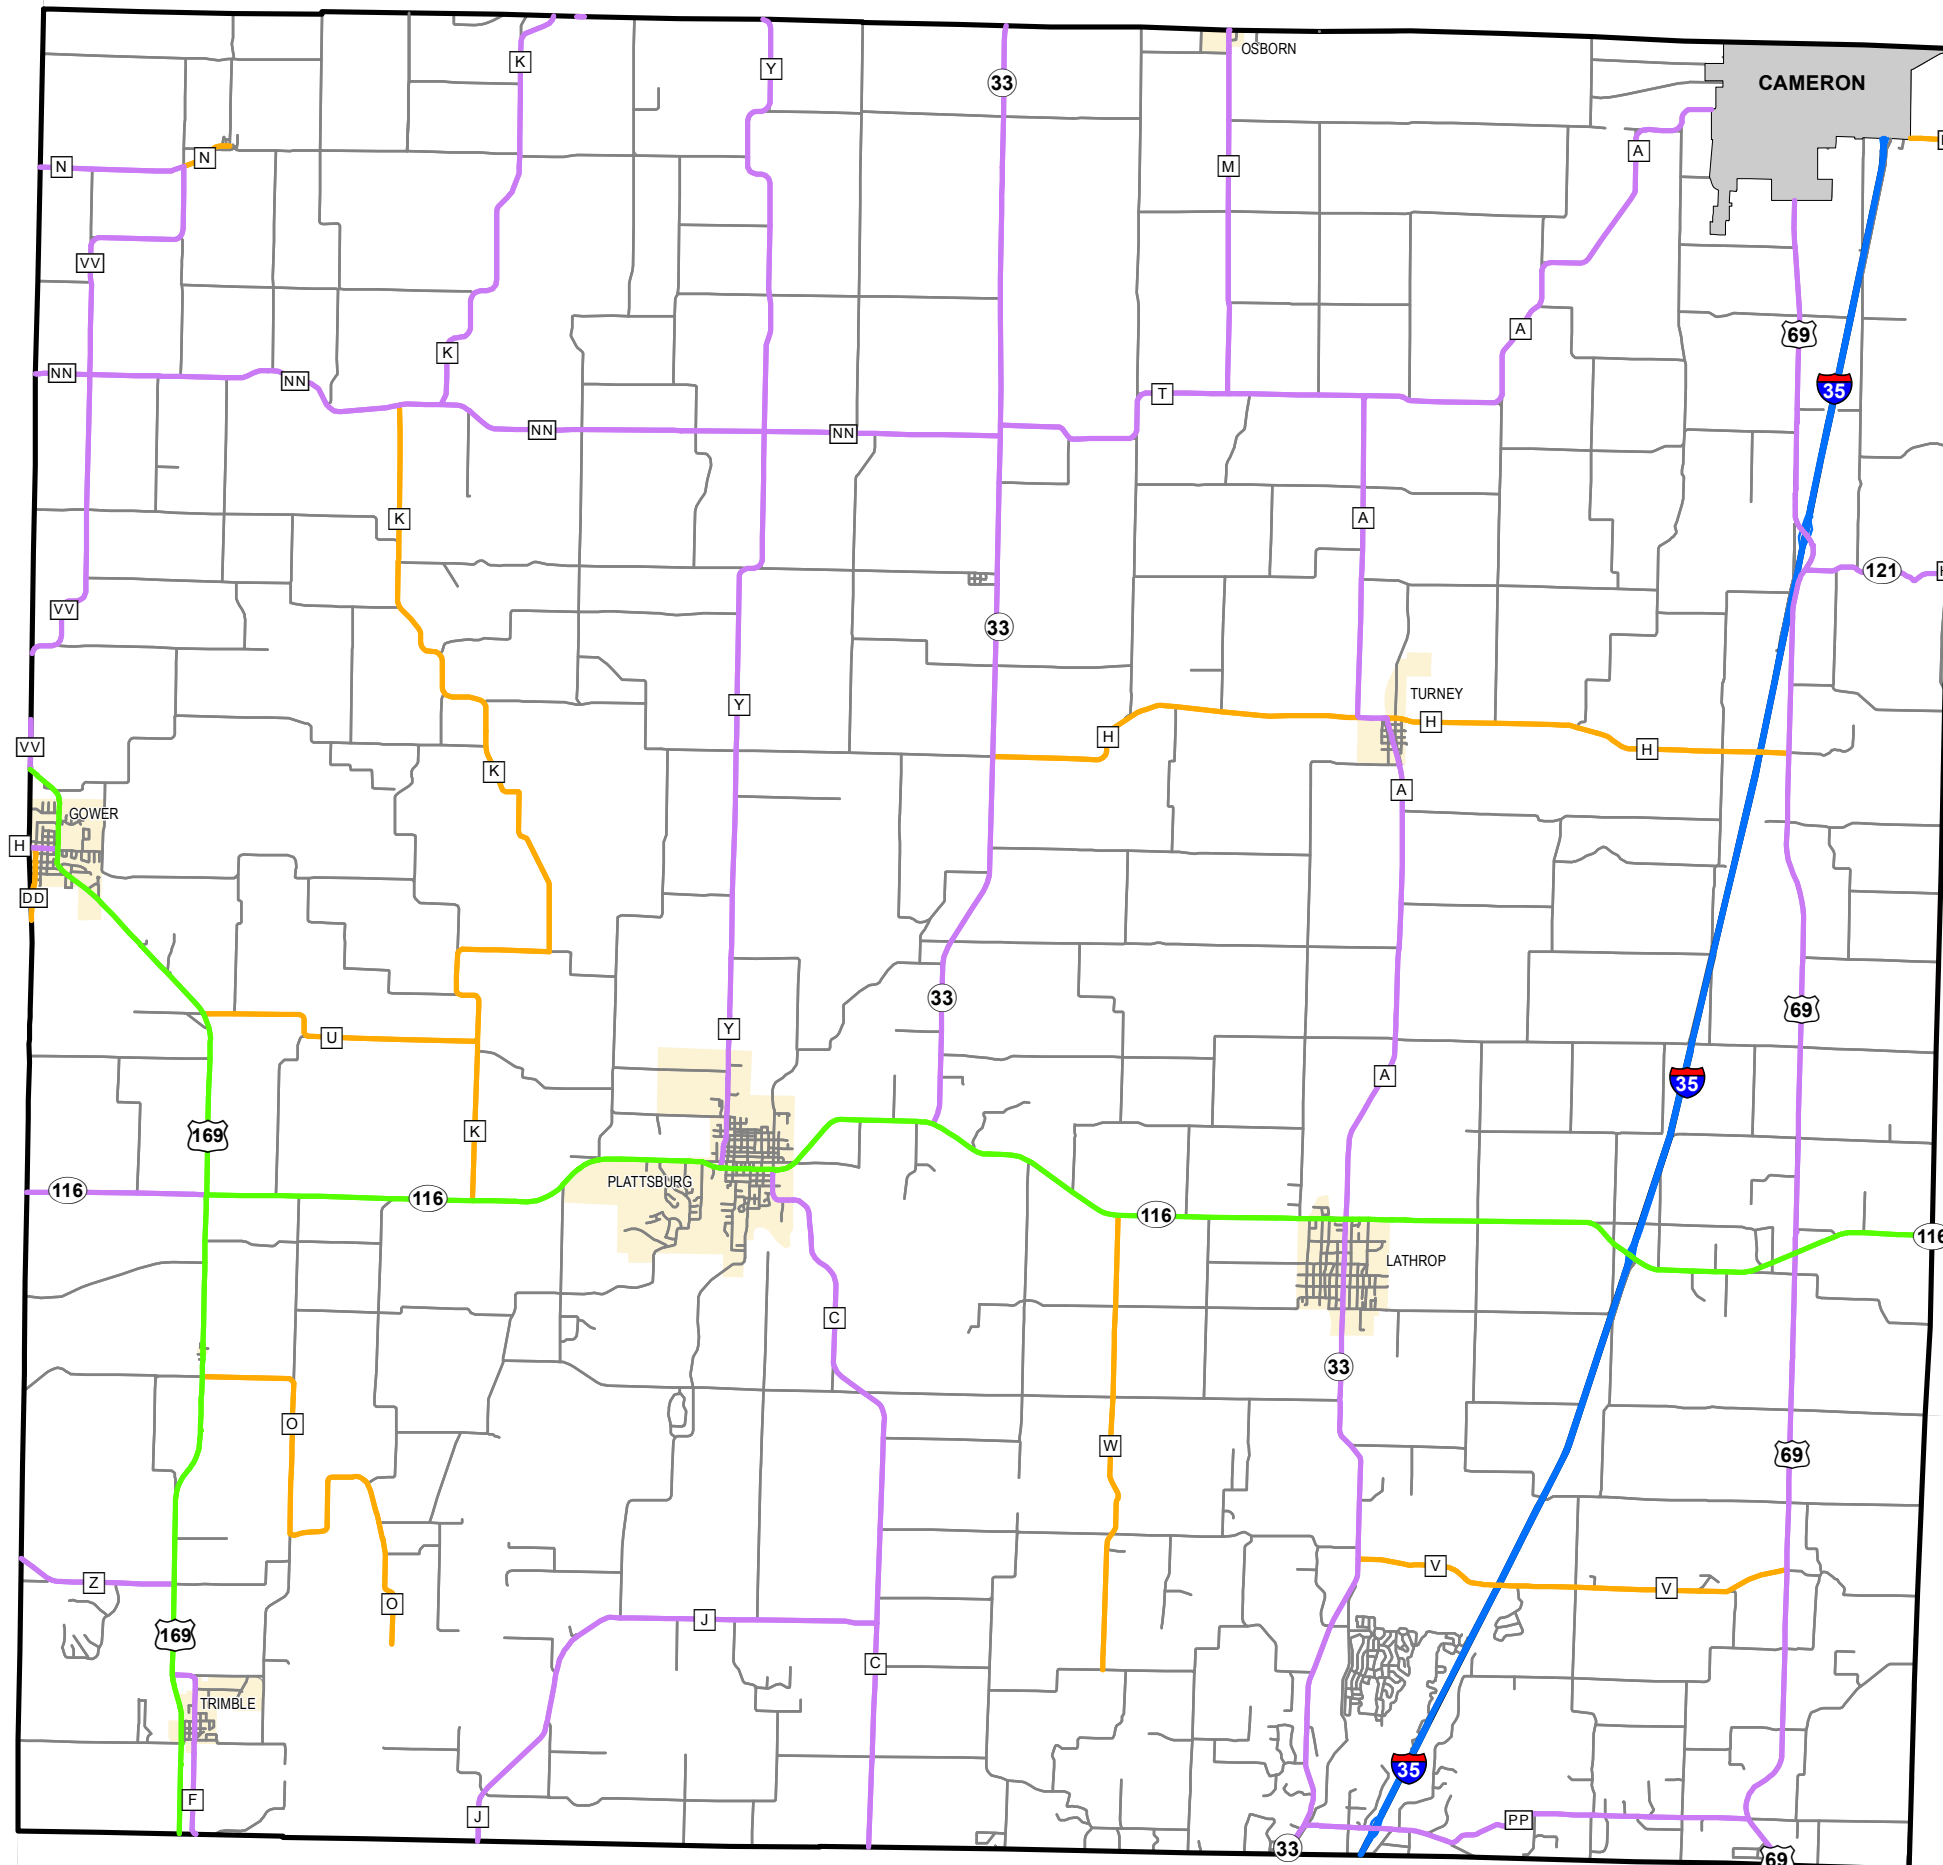 OSBORN
K
Y
33
CAMERON
A
N
N
M
VV
A
69
K
35
NN
NN
T
NN
NN
K
A
121
VV
33
TURNEY
Y
H
H
H
VV
K
A
GOWER
H
DD
33
69
U
Y
A
35
169
K
116
116
PLATTSBURG
116
116
LATHROP
C
33
O
W
69
Z
O
V
V
169
J
C
TRIMBLE
35
F
J
PP
33
69